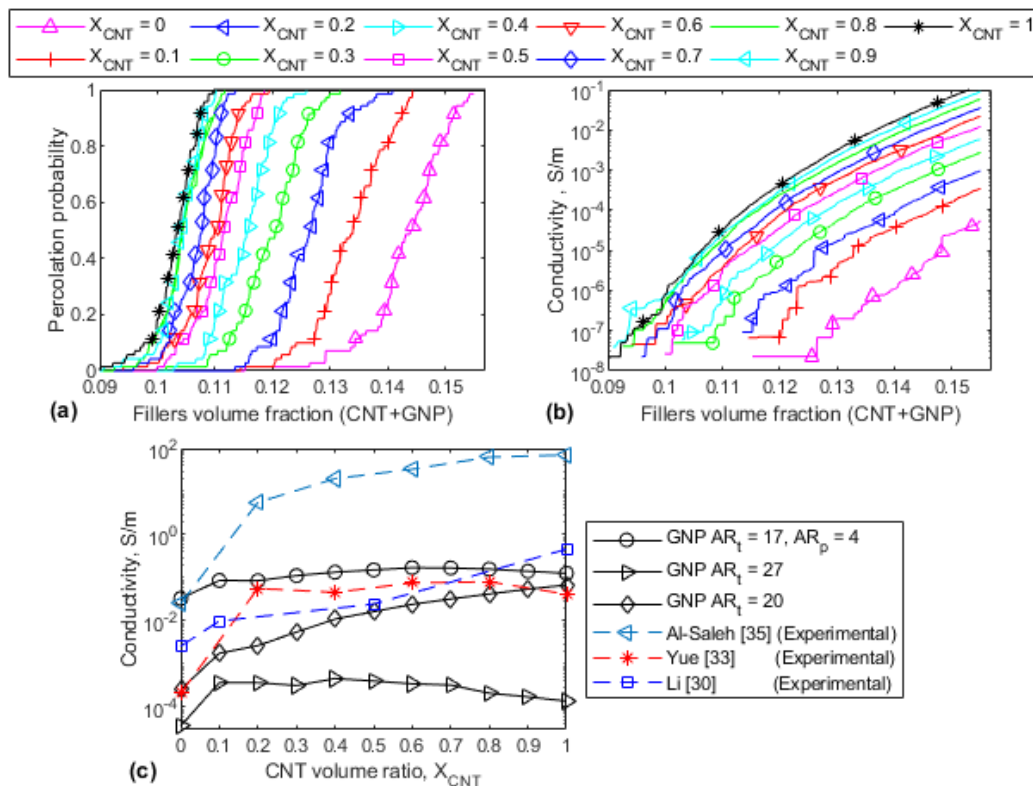 X_CNT = 0 X_CNT = 0.2 X_CNT = 0.4 X_CNT = 0.6 X_CNT = 0.8 X_CNT = 1
X_CNT = 0.1 X_CNT = 0.3 X_CNT = 0.5 X_CNT = 0.7 X_CNT = 0.9
Percolation probability
1
0.8
0.6
0.4
0.2
0
0.09 0.1 0.11 0.12 0.13 0.14 0.15
(a) Fillers volume fraction (CNT+GNP)
Conductivity, S/m
10^-1
10^-2
10^-3
10^-4
10^-5
10^-6
10^-7
10^-8
0.09 0.1 0.11 0.12 0.13 0.14 0.15
(b) Fillers volume fraction (CNT+GNP)
Conductivity, S/m
10^2
10^0
10^-2
10^-4
0 0.1 0.2 0.3 0.4 0.5 0.6 0.7 0.8 0.9 1
(c) CNT volume ratio, X_CNT
GNP AR_t = 17, AR_p = 4
GNP AR_t = 27
GNP AR_t = 20
Al-Saleh [35] (Experimental)
Yue [33] (Experimental)
Li [30] (Experimental)